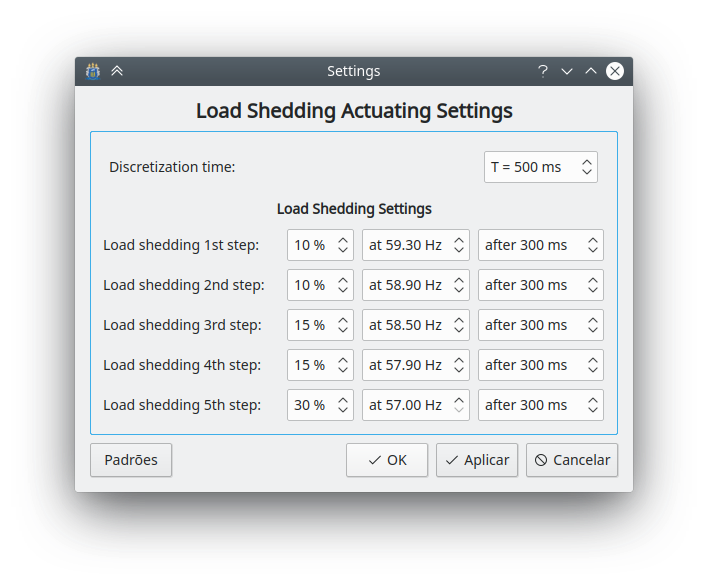 Settings
?
Load Shedding Actuating Settings
Discretization time: T = 500 ms
Load Shedding Settings
Load shedding 1st step: 10 % at 59.30 Hz after 300 ms
Load shedding 2nd step: 10 % at 58.90 Hz after 300 ms
Load shedding 3rd step: 15 % at 58.50 Hz after 300 ms
Load shedding 4th step: 15 % at 57.90 Hz after 300 ms
Load shedding 5th step: 30 % at 57.00 Hz after 300 ms
Padrões OK Aplicar Cancelar